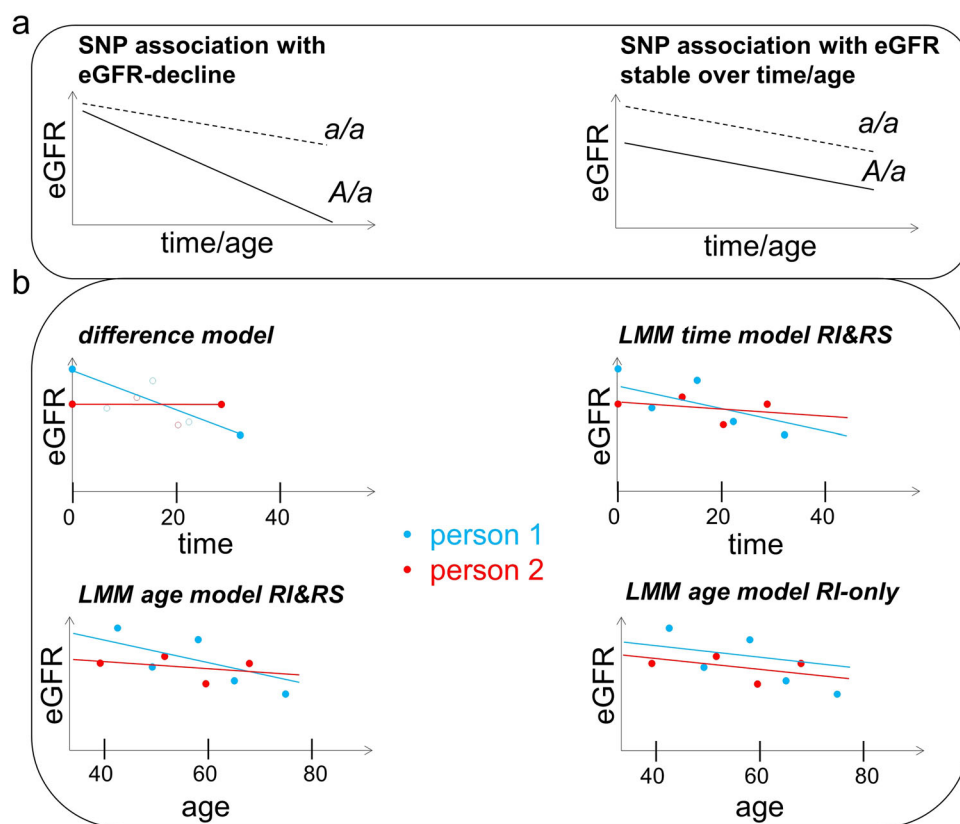 a
SNP association with
eGFR-decline
eGFR
a/a
A/a
time/age
SNP association with eGFR
stable over time/age
eGFR
a/a
A/a
time/age
b
difference model
eGFR
0
20
40
time
LMM time model RI&RS
eGFR
0
20
40
time
person 1
person 2
LMM age model RI&RS
eGFR
40
60
80
age
LMM age model RI-only
eGFR
40
60
80
age